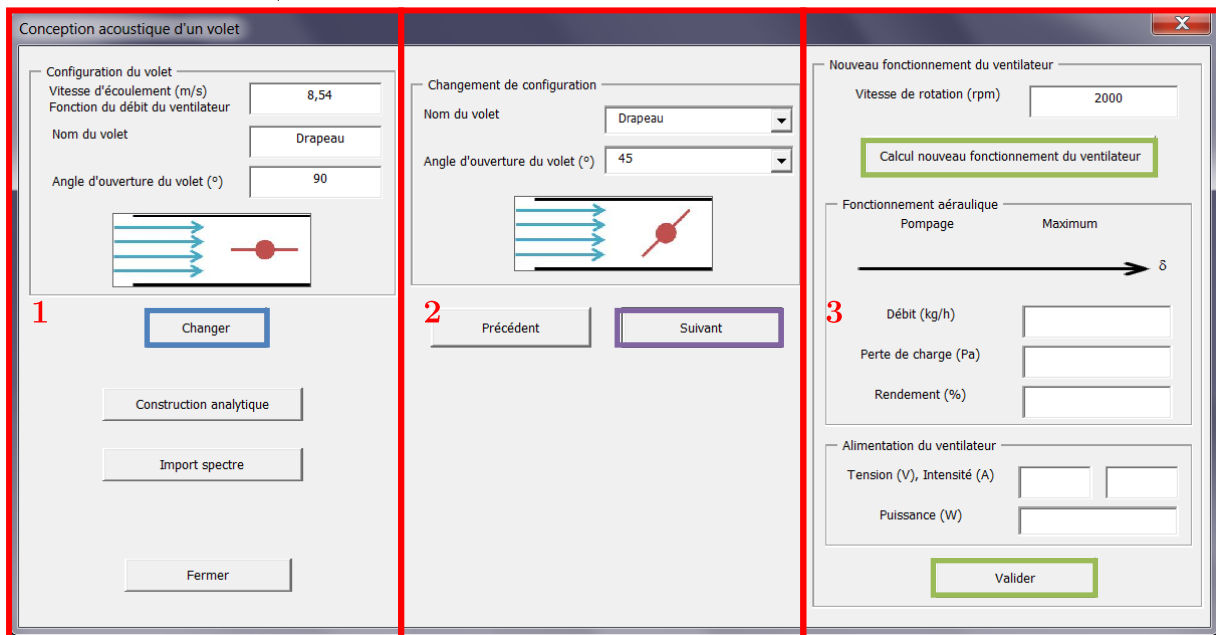 Conception acoustique d'un volet
Configuration du volet
Vitesse d'écoulement (m/s)
Fonction du débit du ventilateur
8,54
Nom du volet
Drapeau
Angle d'ouverture du volet (º)
90
1
Changer
Construction analytique
Import spectre
Fermer
Changement de configuration
Nom du volet
Drapeau
Angle d'ouverture du volet (º)
45
2
Précédent
Suivant
Nouveau fonctionnement du ventilateur
Vitesse de rotation (rpm)
2000
Calcul nouveau fonctionnement du ventilateur
Fonctionnement aéraulique
Pompage
Maximum
δ
3
Débit (kg/h)
Perte de charge (Pa)
Rendement (%)
Alimentation du ventilateur
Tension (V), Intensité (A)
Puissance (W)
Valider